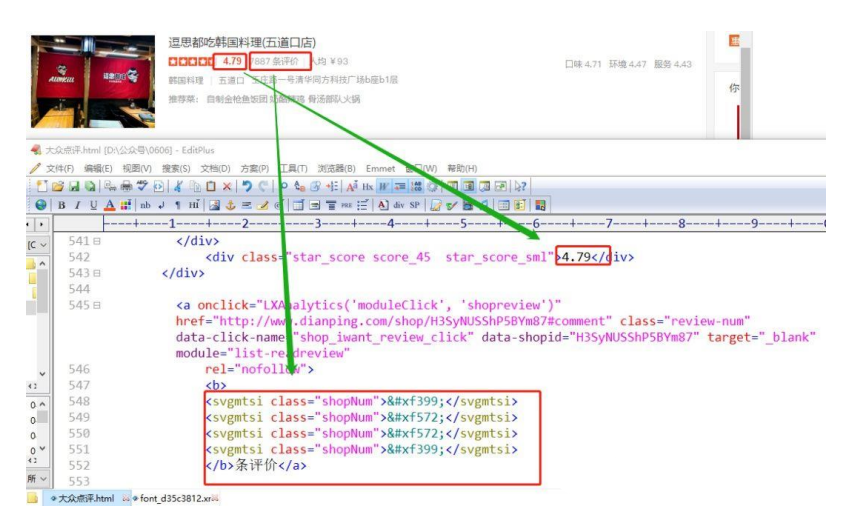 逗思都吃韩国料理(五道口店)
4.79 7887 条评价 人均 ¥93
口味 4.71 环境 4.47 服务 4.43
韩国料理 五道口 王庄路一号清华同方科技广场b座b1层
推荐菜: 自制金枪鱼饭团 鸡 骨汤部队火锅
你
大众点评.html [D:\公众号\0606] - EditPlus
文件(F) 编辑(E) 视图(V) 搜索(S) 文档(D) 方案(P) 工具(T) 浏览器(B) Emmet 窗口(W) 帮助(H)
B I U A nb HI A div SP
----+----1----+----2----+----3----+----4----+----5----+----6----+----7----+----8----+----9----+----
541 </div>
542 <div class="star_score score_45 star_score_sml">4.79</div>
543 </div>
544
545 <a onclick="LXAnalytics('moduleClick', 'shopreview')"
href="http://www.dianping.com/shop/H3SyNUSShP5BYm87#comment" class="review-num"
data-click-name="shop_iwant_review_click" data-shopid="H3SyNUSShP5BYm87" target="_blank"
module="list-readreview"
546 rel="nofollow">
547 <b>
548 <svgmtsi class="shopNum">&#xf399;</svgmtsi>
549 <svgmtsi class="shopNum">&#xf572;</svgmtsi>
550 <svgmtsi class="shopNum">&#xf572;</svgmtsi>
551 <svgmtsi class="shopNum">&#xf399;</svgmtsi>
552 </b>条评价</a>
553
大众点评.html font_d35c3812.xml